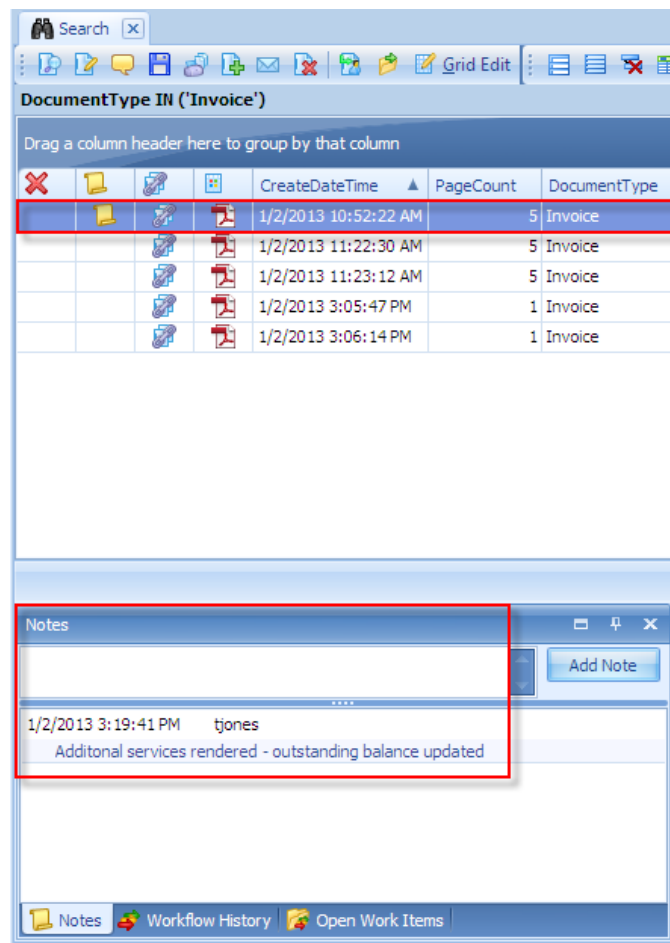 Search
Grid Edit
DocumentType IN ('Invoice')
Drag a column header here to group by that column
CreateDateTime PageCount DocumentType
1/2/2013 10:52:22 AM 5 Invoice
1/2/2013 11:22:30 AM 5 Invoice
1/2/2013 11:23:12 AM 5 Invoice
1/2/2013 3:05:47 PM 1 Invoice
1/2/2013 3:06:14 PM 1 Invoice
Notes
Add Note
1/2/2013 3:19:41 PM tjones
Additonal services rendered - outstanding balance updated
Notes Workflow History Open Work Items